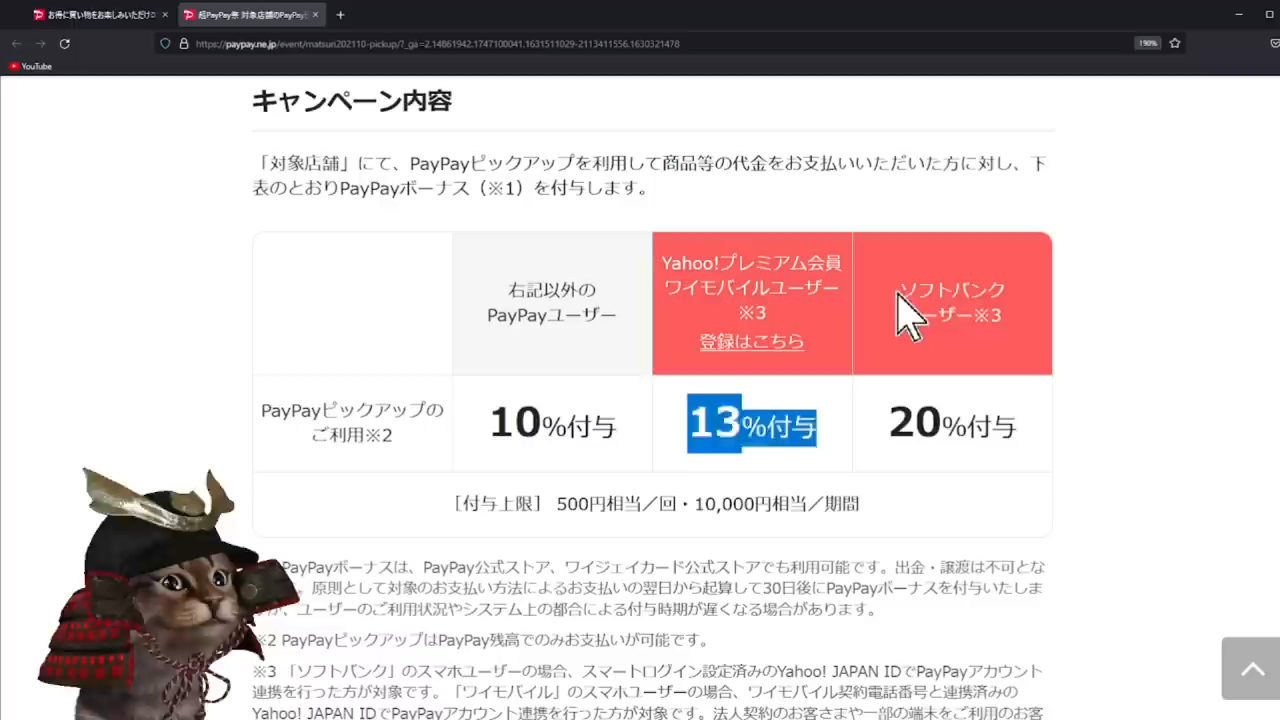 お得に買い物をお楽しみいただけ
超PayPay祭 対象店舗のPayPay
https://paypay.ne.jp/event/matsuri202110-pickup/?_ga=2.14861942.1747100041.1631511029-2113411556.1630321478
190%
YouTube
キャンペーン内容
「対象店舗」にて、PayPayピックアップを利用して商品等の代金をお支払いいただいた方に対し、下
表のとおりPayPayボーナス（※1）を付与します。
右記以外の
PayPayユーザー
Yahoo!プレミアム会員
ワイモバイルユーザー
※3
登録はこちら
ソフトバンク
ーザー※3
PayPayピックアップの
ご利用※2
10%付与
13%付与
20%付与
［付与上限］ 500円相当／回・10,000円相当／期間
PayPayボーナスは、PayPay公式ストア、ワイジェイカード公式ストアでも利用可能です。出金・譲渡は不可とな
。原則として対象のお支払い方法によるお支払いの翌日から起算して30日後にPayPayボーナスを付与いたしま
、ユーザーのご利用状況やシステム上の都合による付与時期が遅くなる場合があります。
※2 PayPayピックアップはPayPay残高でのみお支払いが可能です。
※3 「ソフトバンク」のスマホユーザーの場合、スマートログイン設定済みのYahoo! JAPAN IDでPayPayアカウント
連携を行った方が対象です。「ワイモバイル」のスマホユーザーの場合、ワイモバイル契約電話番号と連携済みの
Yahoo! JAPAN IDでPayPayアカウント連携を行った方が対象です。法人契約のお客さまや一部の端末をご利用のお客